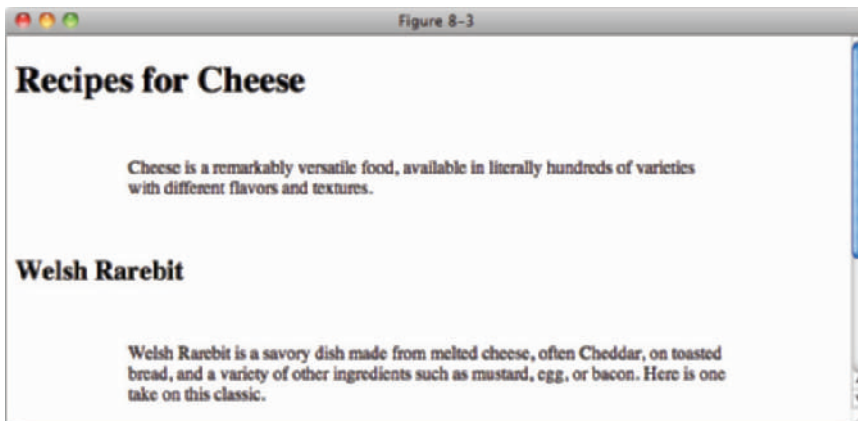 Figure 8-3
Recipes for Cheese
Cheese is a remarkably versatile food, available in literally hundreds of varieties
with different flavors and textures.
Welsh Rarebit
Welsh Rarebit is a savory dish made from melted cheese, often Cheddar, on toasted
bread, and a variety of other ingredients such as mustard, egg, or bacon. Here is one
take on this classic.